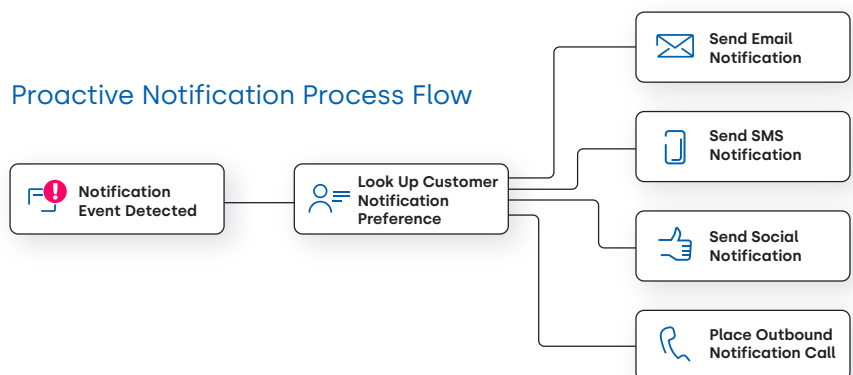 Proactive Notification Process Flow
Notification
Event Detected
Look Up Customer
Notification
Preference
Send Email
Notification
Send SMS
Notification
Send Social
Notification
Place Outbound
Notification Call